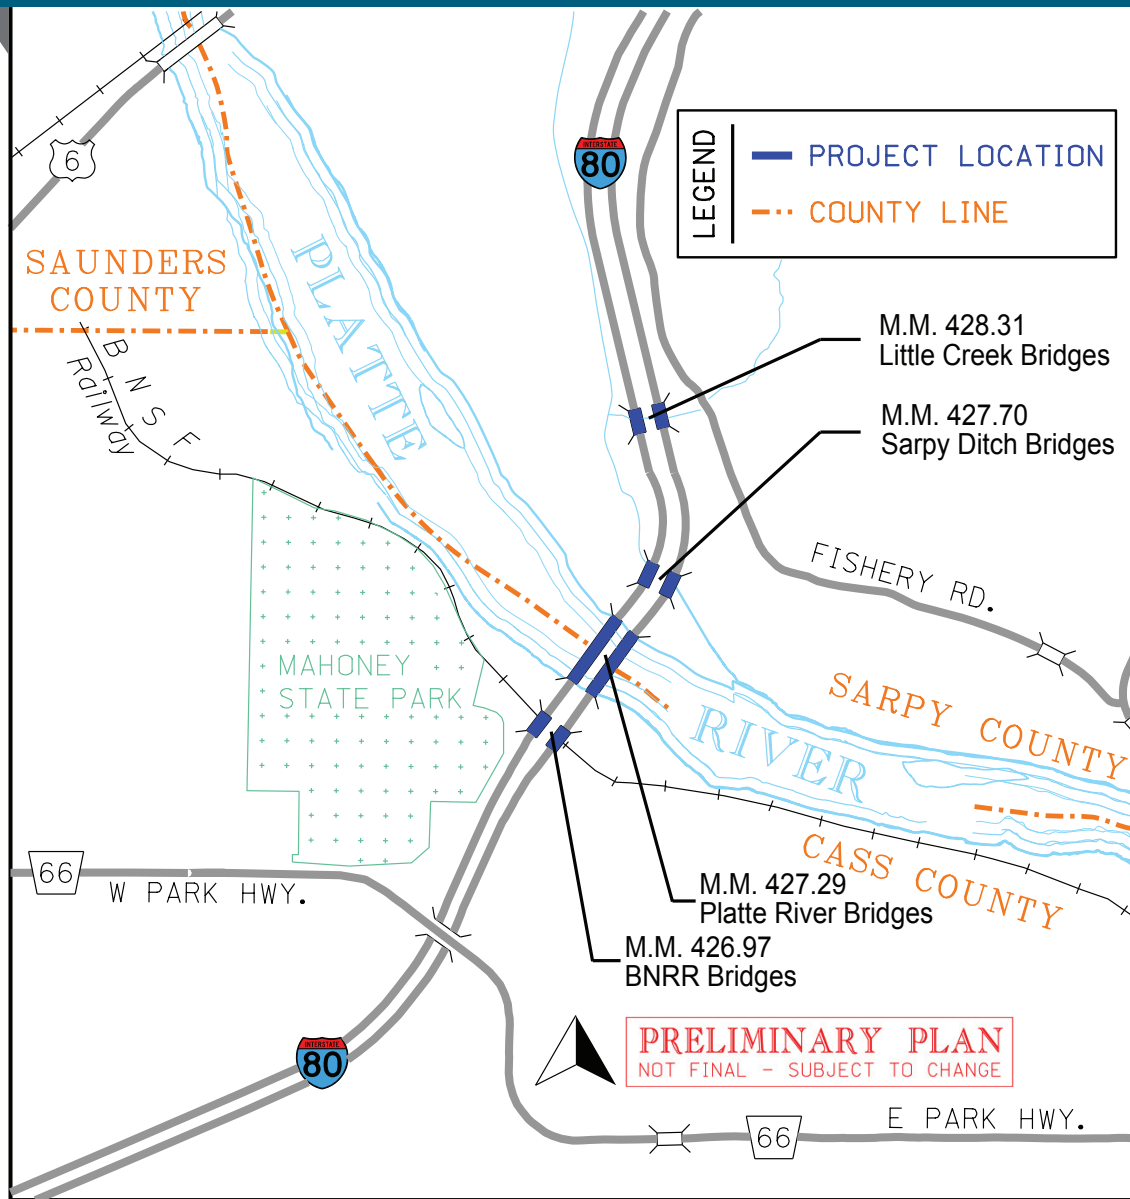 6
INTERSTATE
80
LEGEND
PROJECT LOCATION
COUNTY LINE
SAUNDERS
COUNTY
PLATTE
BNSF
Railway
M.M. 428.31
Little Creek Bridges
M.M. 427.70
Sarpy Ditch Bridges
FISHERY RD.
MAHONEY
STATE PARK
SARPY COUNTY
RIVER
CASS COUNTY
66
W PARK HWY.
M.M. 427.29
Platte River Bridges
M.M. 426.97
BNRR Bridges
INTERSTATE
80
PRELIMINARY PLAN
NOT FINAL - SUBJECT TO CHANGE
E PARK HWY.
66